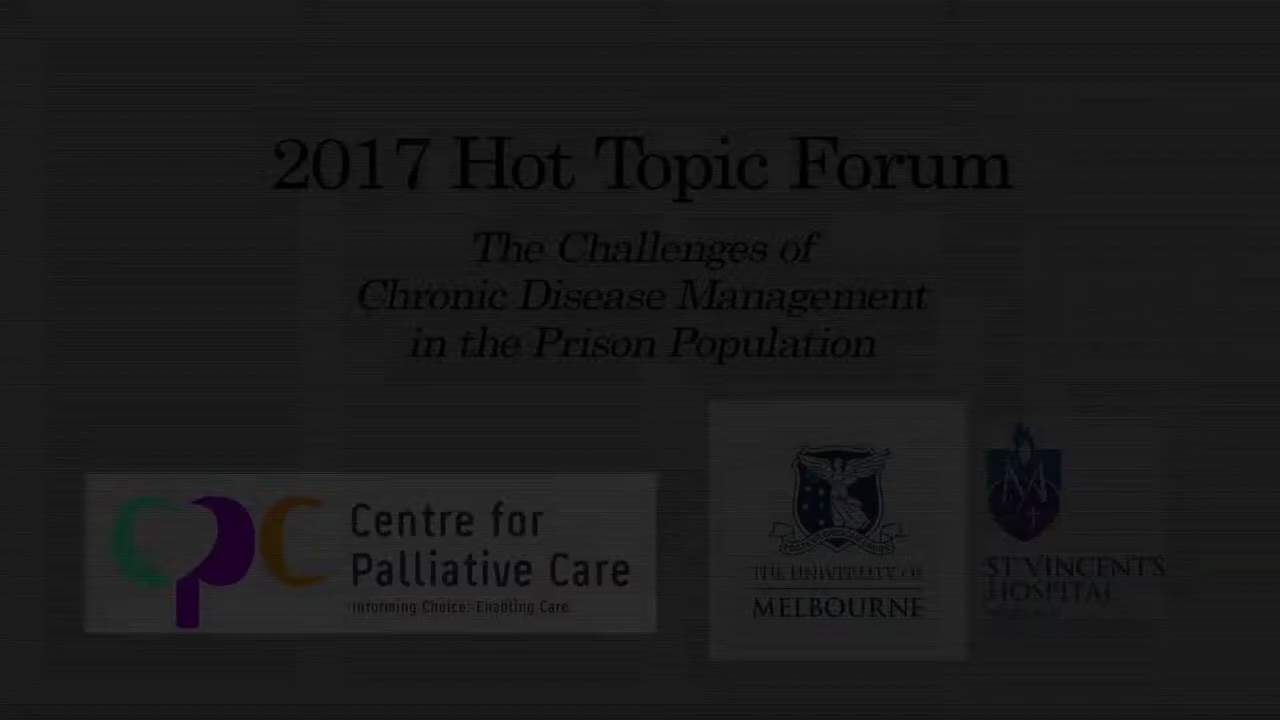 2017 Hot Topic Forum
The Challenges of
Chronic Disease Management
in the Prison Population
cpc
Centre for
Palliative Care
Informing Choice. Enabling Care.
THE UNIVERSITY OF
MELBOURNE
M
ST VINCENT'S
HOSPITAL